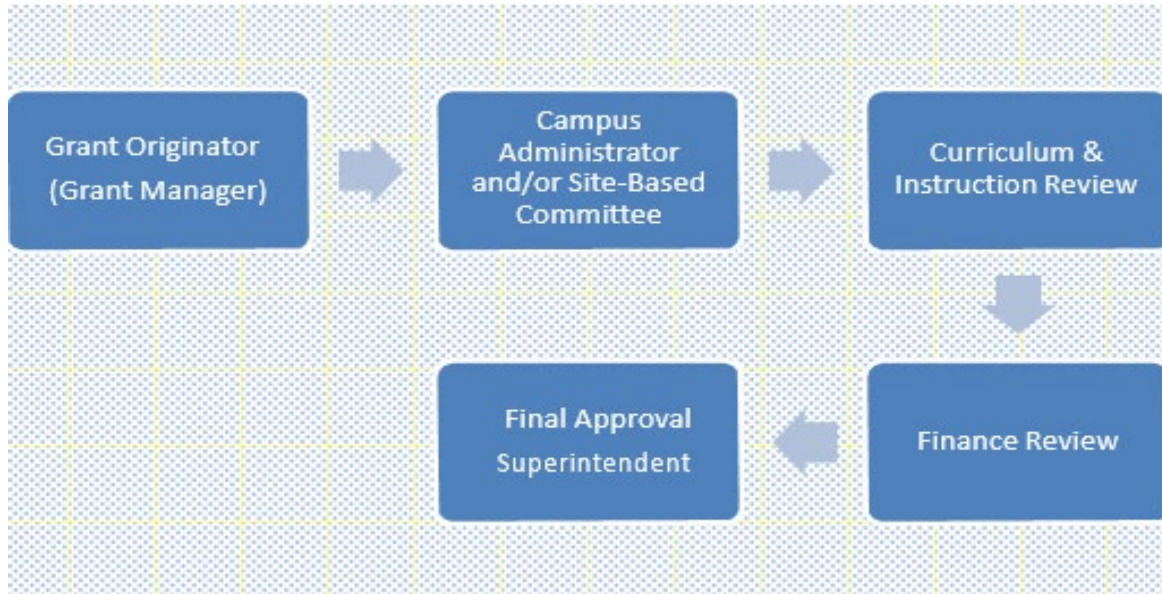 Grant Originator
(Grant Manager)
Campus
Administrator
and/or Site-Based
Committee
Curriculum &
Instruction Review
Finance Review
Final Approval
Superintendent